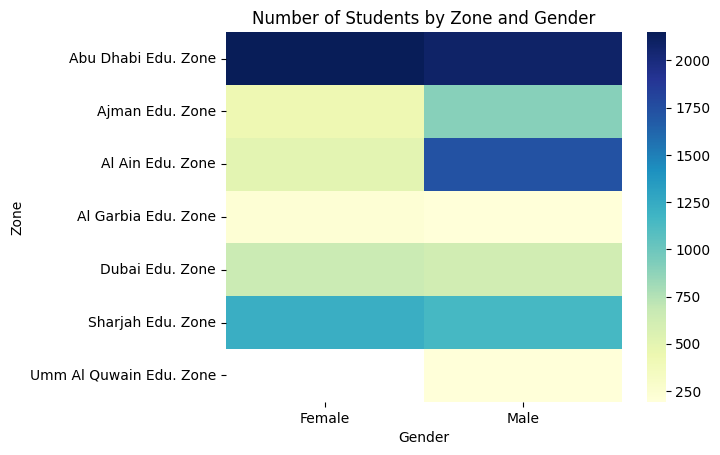 Number of Students by Zone and Gender
Zone
Abu Dhabi Edu. Zone
Ajman Edu. Zone
Al Ain Edu. Zone
Al Garbia Edu. Zone
Dubai Edu. Zone
Sharjah Edu. Zone
Umm Al Quwain Edu. Zone
Female
Male
Gender
2000
1750
1500
1250
1000
750
500
250